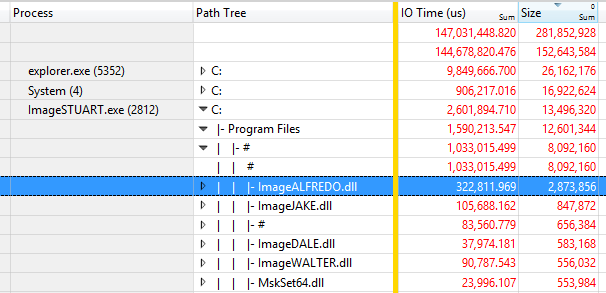 Process Path Tree IO Time (us) Sum Size 0 Sum
147,031,448.820 281,852,928
144,678,820.476 152,643,584
explorer.exe (5352) C: 9,849,666.700 26,162,176
System (4) C: 906,217.016 16,922,624
ImageSTUART.exe (2812) C: 2,601,894.710 13,496,320
|- Program Files 1,590,213.547 12,601,344
| |- # 1,033,015.499 8,092,160
| | # 1,033,015.499 8,092,160
| | |- ImageALFREDO.dll 322,811.969 2,873,856
| | |- ImageJAKE.dll 105,688.162 847,872
| | |- # 83,560.779 656,384
| | |- ImageDALE.dll 37,974.181 583,168
| | |- ImageWALTER.dll 90,787.543 556,032
| | |- MskSet64.dll 23,996.107 553,984